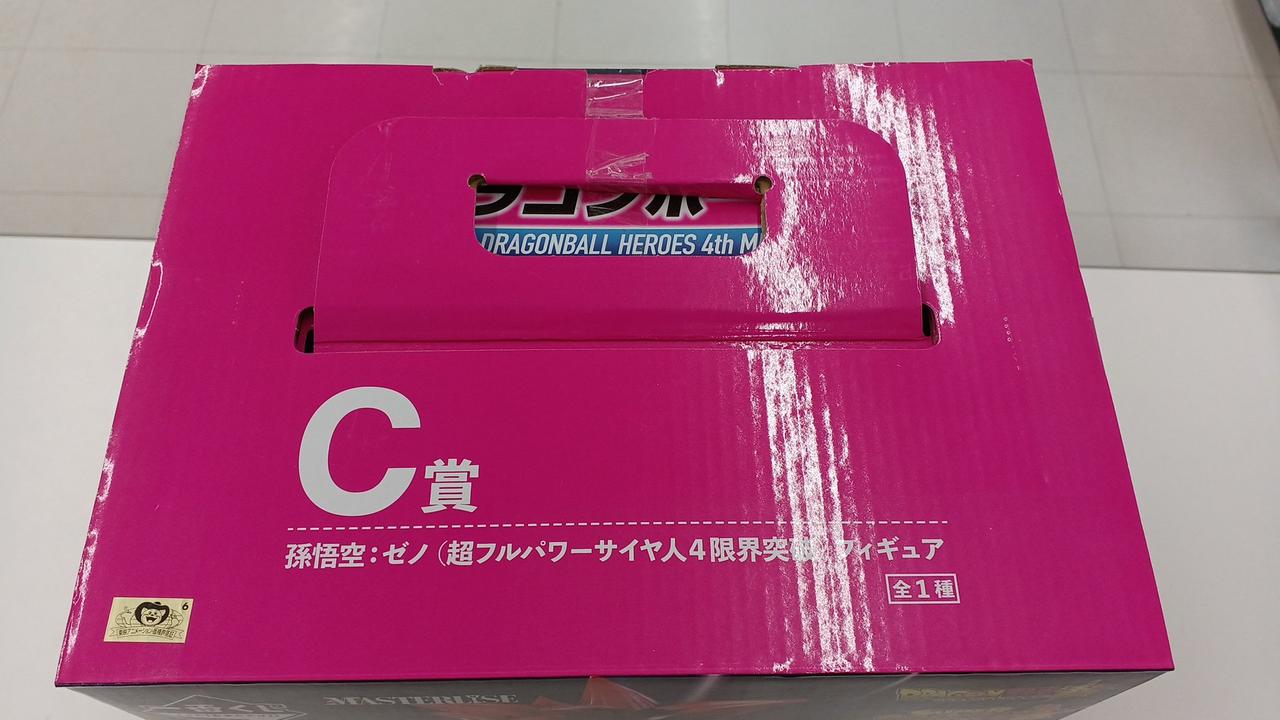 DRAGONBALL HEROES 4th M
C賞
孫悟空:ゼノ(超フルパワーサイヤ人4限界突破)フィギュア
全1種
6
MASTERLISE